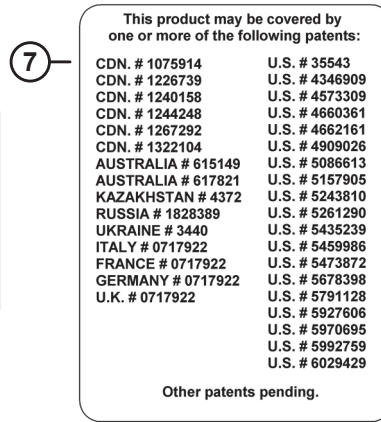 This product may be covered by
one or more of the following patents:
7
CDN. # 1075914
CDN. # 1226739
CDN. # 1240158
CDN. # 1244248
CDN. # 1267292
CDN. # 1322104
AUSTRALIA # 615149
AUSTRALIA # 617821
KAZAKHSTAN # 4372
RUSSIA # 1828389
UKRAINE # 3440
ITALY # 0717922
FRANCE # 0717922
GERMANY # 0717922
U.K. # 0717922
U.S. # 35543
U.S. # 4346909
U.S. # 4573309
U.S. # 4660361
U.S. # 4662161
U.S. # 4909026
U.S. # 5086613
U.S. # 5157905
U.S. # 5243810
U.S. # 5261290
U.S. # 5435239
U.S. # 5459986
U.S. # 5473872
U.S. # 5678398
U.S. # 5791128
U.S. # 5927606
U.S. # 5970695
U.S. # 5992759
U.S. # 6029429
Other patents pending.